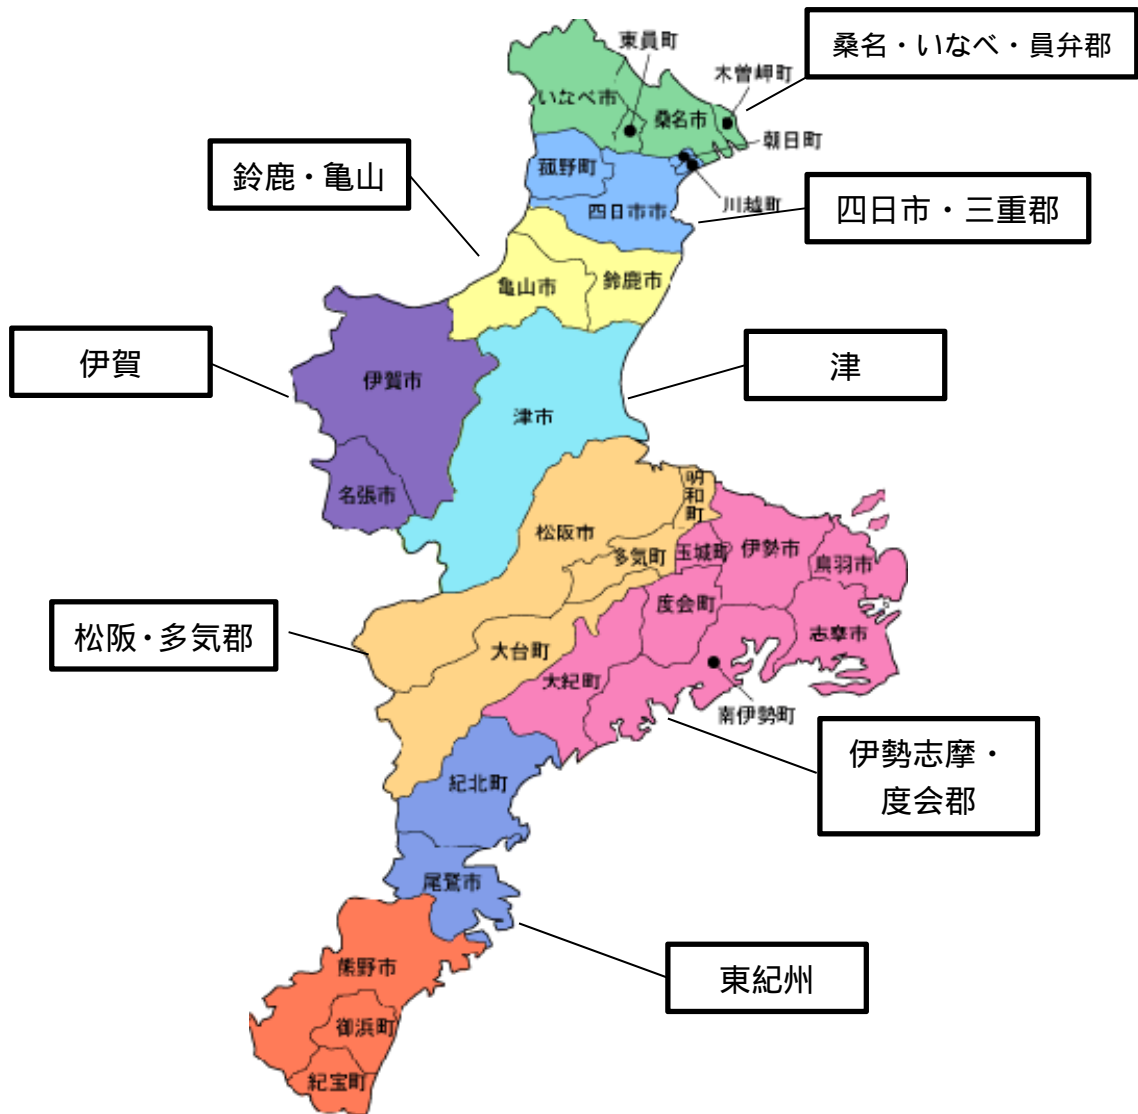 桑名・いなべ・員弁郡
東員町
木曽岬町
いなべ市
桑名市
朝日町
菰野町
川越町
四日市市
四日市・三重郡
鈴鹿・亀山
亀山市
鈴鹿市
伊賀
伊賀市
津
津市
名張市
明和町
松阪市
多気町
玉城町
伊勢市
鳥羽市
度会町
志摩市
松阪・多気郡
大台町
大紀町
南伊勢町
伊勢志摩・
度会郡
紀北町
尾鷲市
東紀州
熊野市
御浜町
紀宝町